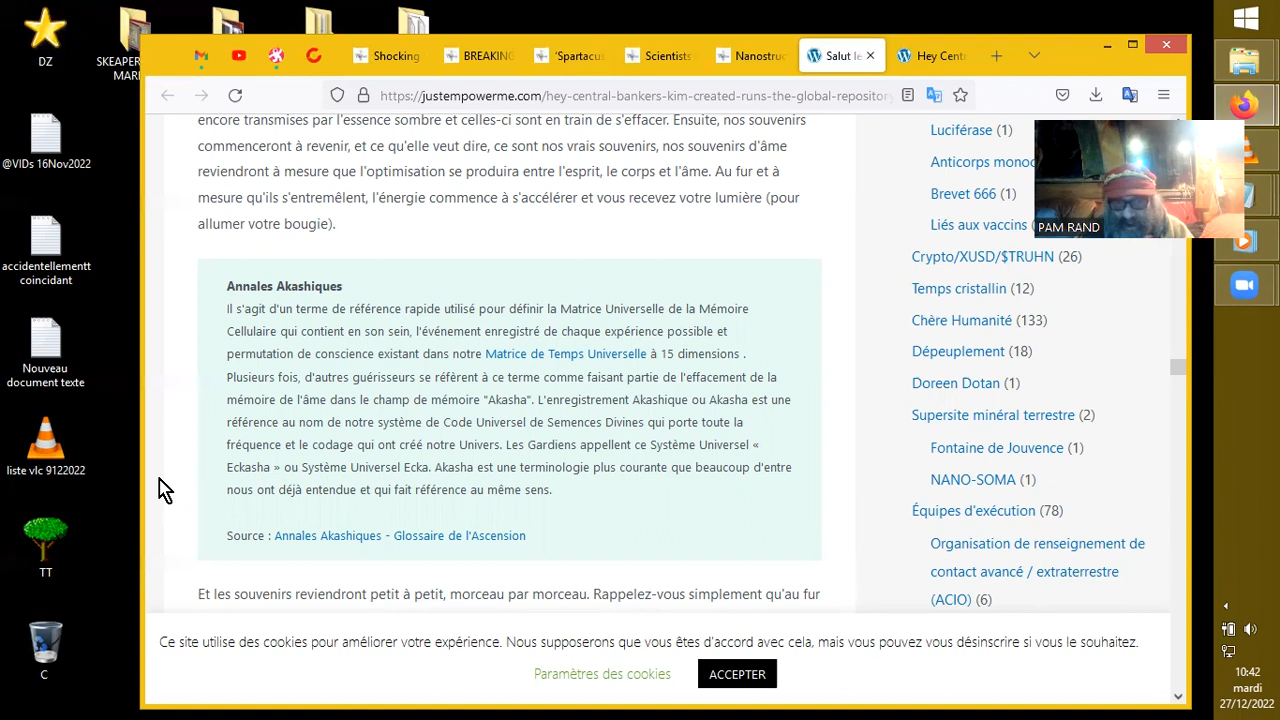 DZ
SKEAPER
MARI
@VIDs 16Nov2022
accidentellementt
coincidant
Nouveau
document texte
liste vlc 9122022
TT
C
Shocking
BREAKING
'Spartacus
Scientists
Nanostruc
Salut le
Hey Centr
https://justempowerme.com/hey-central-bankers-kim-created-runs-the-global-repository
encore transmises par l'essence sombre et celles-ci sont en train de s'effacer. Ensuite, nos souvenirs
commenceront à revenir, et ce qu'elle veut dire, ce sont nos vrais souvenirs, nos souvenirs d'âme
reviendront à mesure que l'optimisation se produira entre l'esprit, le corps et l'âme. Au fur et à
mesure qu'ils s'entremêlent, l'énergie commence à s'accélérer et vous recevez votre lumière (pour
allumer votre bougie).
Annales Akashiques
Il s'agit d'un terme de référence rapide utilisé pour définir la Matrice Universelle de la Mémoire
Cellulaire qui contient en son sein, l'événement enregistré de chaque expérience possible et
permutation de conscience existant dans notre Matrice de Temps Universelle à 15 dimensions .
Plusieurs fois, d'autres guérisseurs se réfèrent à ce terme comme faisant partie de l'effacement de la
mémoire de l'âme dans le champ de mémoire "Akasha". L'enregistrement Akashique ou Akasha est une
référence au nom de notre système de Code Universel de Semences Divines qui porte toute la
fréquence et le codage qui ont créé notre Univers. Les Gardiens appellent ce Système Universel «
Eckasha » ou Système Universel Ecka. Akasha est une terminologie plus courante que beaucoup d'entre
nous ont déjà entendue et qui fait référence au même sens.
Source : Annales Akashiques - Glossaire de l'Ascension
Et les souvenirs reviendront petit à petit, morceau par morceau. Rappelez-vous simplement qu'au fur
Luciférase (1)
Anticorps monoc
Brevet 666 (1)
Liés aux vaccins (
Crypto/XUSD/$TRUHN (26)
Temps cristallin (12)
Chère Humanité (133)
Dépeuplement (18)
Doreen Dotan (1)
Supersite minéral terrestre (2)
Fontaine de Jouvence (1)
NANO-SOMA (1)
Équipes d'exécution (78)
Organisation de renseignement de
contact avancé / extraterrestre
(ACIO) (6)
PAM RAND
Ce site utilise des cookies pour améliorer votre expérience. Nous supposerons que vous êtes d'accord avec cela, mais vous pouvez vous désinscrire si vous le souhaitez.
Paramètres des cookies
ACCEPTER
10:42
mardi
27/12/2022